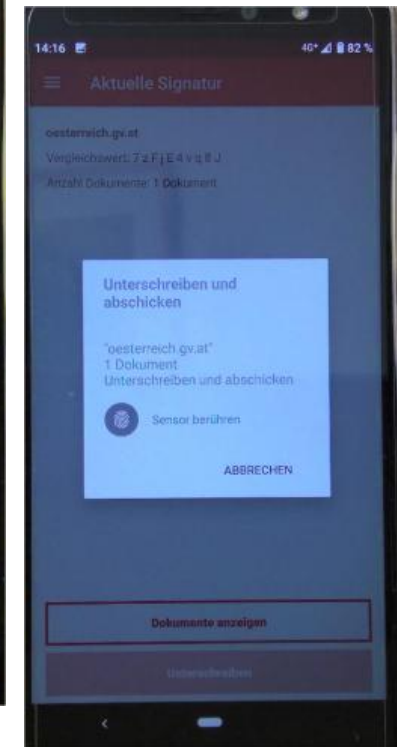 14:16 4G+ 82 %
Aktuelle Signatur
oesterreich.gv.at
Vergleichswert: 7 z F j E 4 v q 8 J
Anzahl Dokumente: 1 Dokument
Unterschreiben und
abschicken
"oesterreich.gv.at"
1 Dokument
Unterschreiben und abschicken
Sensor berühren
ABBRECHEN
Dokumente anzeigen
Unterschreiben